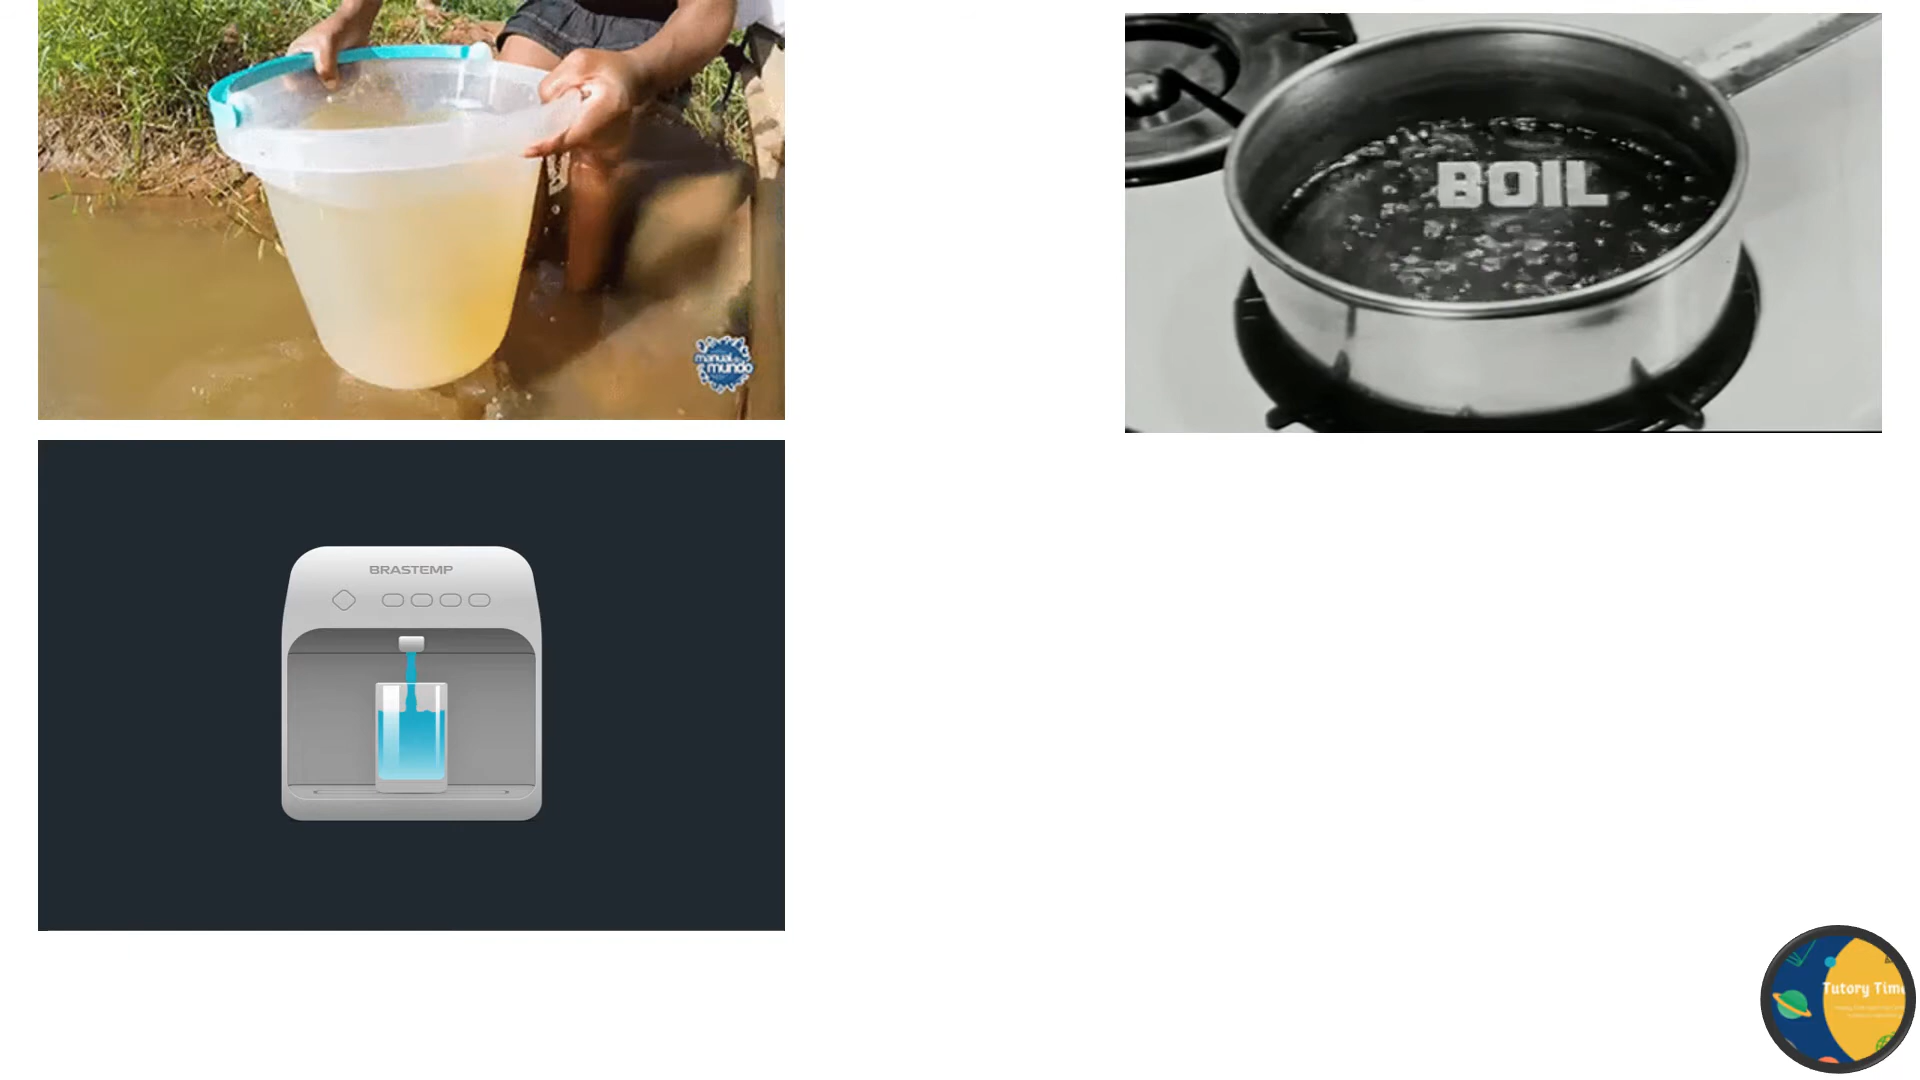 manual do
mundo
BOIL
BRASTEMP
Tutory Time